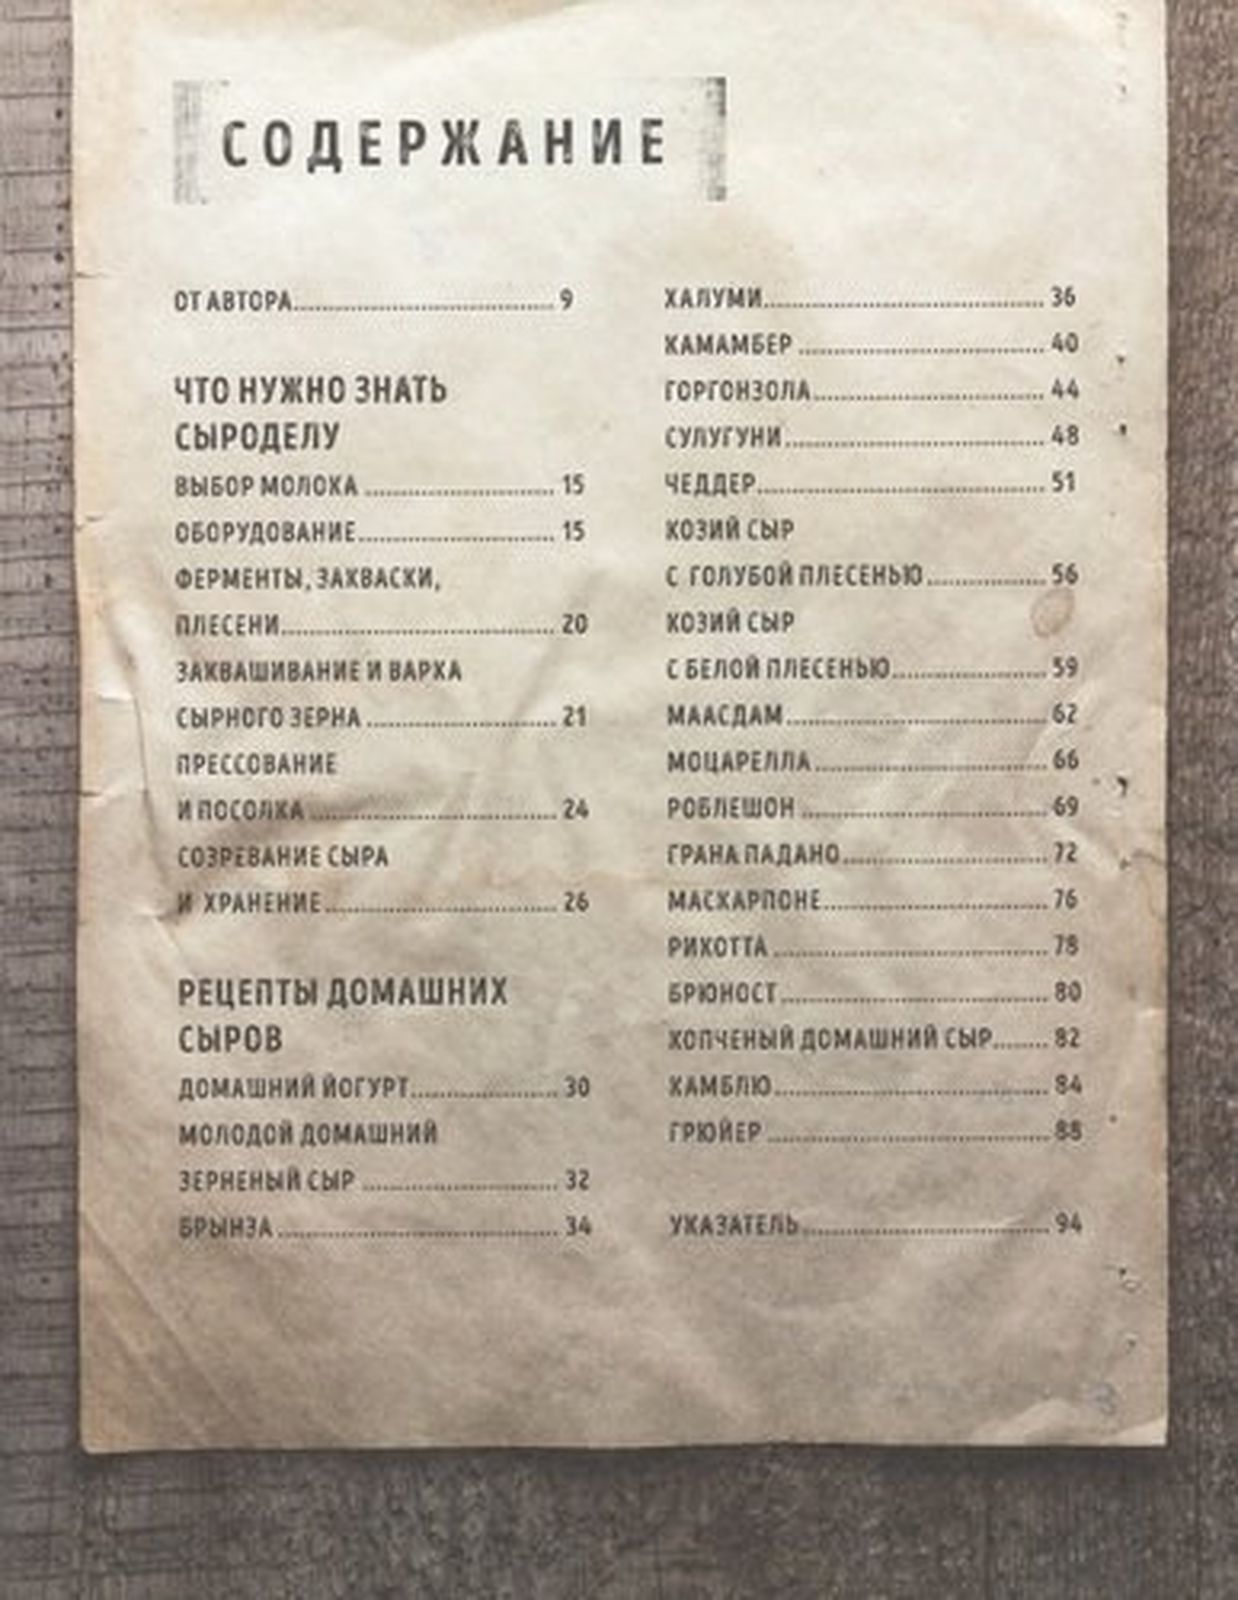 СОДЕРЖАНИЕ
ОТ АВТОРА 9
ЧТО НУЖНО ЗНАТЬ
СЫРОДЕЛУ
ВЫБОР МОЛОКА 15
ОБОРУДОВАНИЕ 15
ФЕРМЕНТЫ, ЗАКВАСКИ,
ПЛЕСЕНИ 20
ЗАКВАШИВАНИЕ И ВАРКА
СЫРНОГО ЗЕРНА 21
ПРЕССОВАНИЕ
И ПОСОЛКА 24
СОЗРЕВАНИЕ СЫРА
И ХРАНЕНИЕ 26
РЕЦЕПТЫ ДОМАШНИХ
СЫРОВ
ДОМАШНИЙ ЙОГУРТ 30
МОЛОДОЙ ДОМАШНИЙ
ЗЕРНЕНЫЙ СЫР 32
БРЫНЗА 34
ХАЛУМИ 36
КАМАМБЕР 40
ГОРГОНЗОЛА 44
СУЛУГУНИ 48
ЧЕДДЕР 51
КОЗИЙ СЫР
С ГОЛУБОЙ ПЛЕСЕНЬЮ 56
КОЗИЙ СЫР
С БЕЛОЙ ПЛЕСЕНЬЮ 59
МААСДАМ 62
МОЦАРЕЛЛА 66
РОБЛЕШОН 69
ГРАНА ПАДАНО 72
МАСКАРПОНЕ 76
РИКОТТА 78
БРЮНОСТ 80
КОПЧЕНЫЙ ДОМАШНИЙ СЫР 82
КАМБЛЮ 84
ГРЮЙЕР 88
УКАЗАТЕЛЬ 94
3